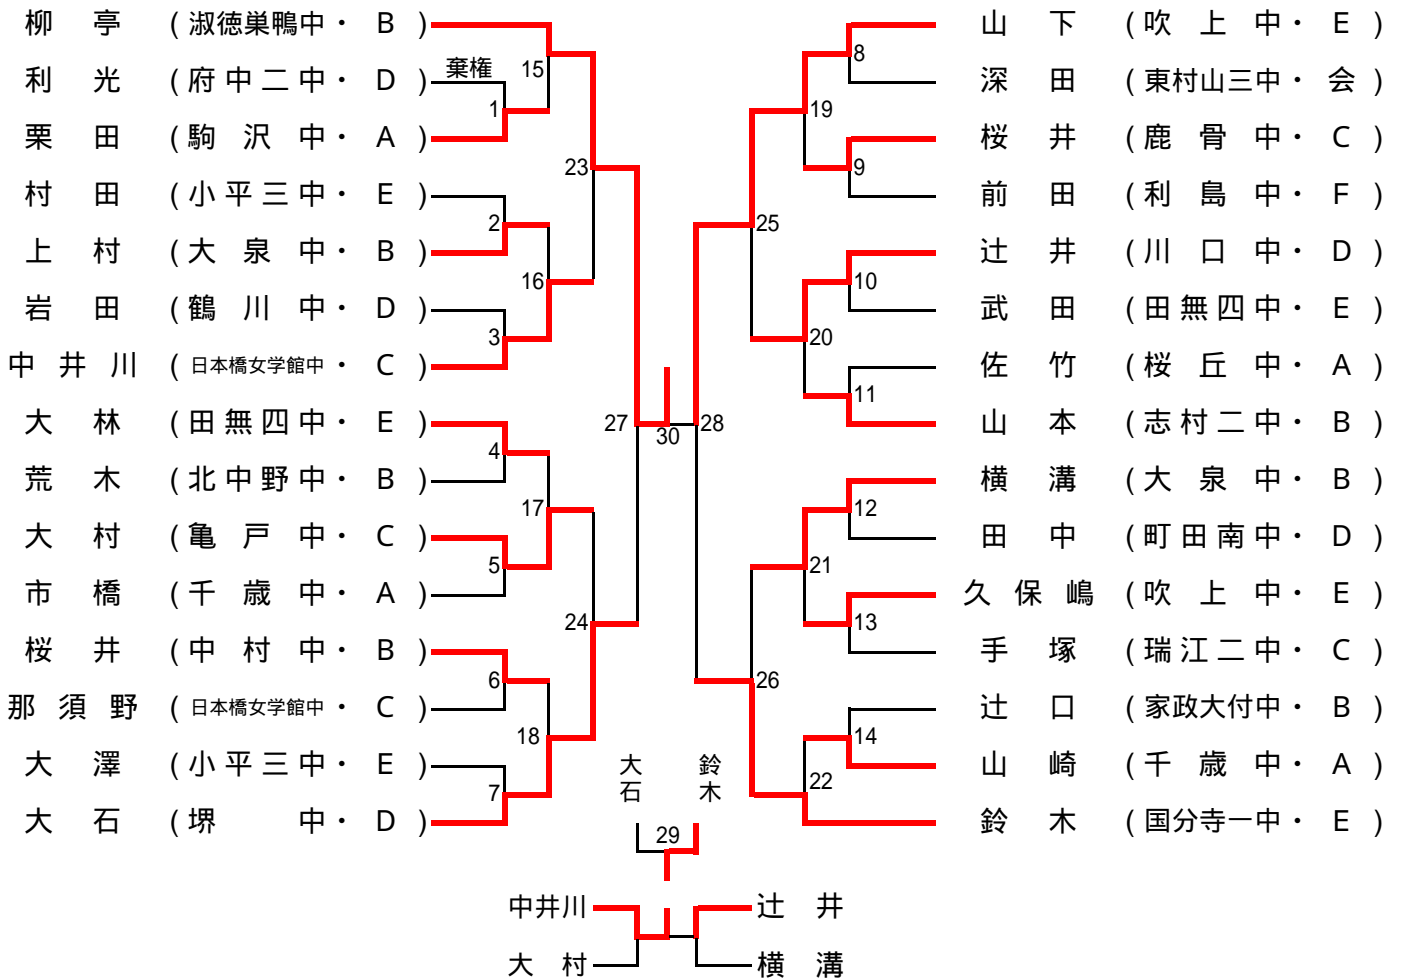 柳亭 (淑徳巣鴨中・B)
利光 (府中二中・D) 棄権
栗田 (駒沢中・A)
村田 (小平三中・E)
上村 (大泉中・B)
岩田 (鶴川中・D)
中井川 (日本橋女学館中・C)
大林 (田無四中・E)
荒木 (北中野中・B)
大村 (亀戸中・C)
市橋 (千歳中・A)
桜井 (中村中・B)
那須野 (日本橋女学館中・C)
大澤 (小平三中・E)
大石 (堺中・D)
1
2
3
4
5
6
7
15
16
17
18
23
24
27
30
28
25
26
19
20
21
22
8
9
10
11
12
13
14
山下 (吹上中・E)
深田 (東村山三中・会)
桜井 (鹿骨中・C)
前田 (利島中・F)
辻井 (川口中・D)
武田 (田無四中・E)
佐竹 (桜丘中・A)
山本 (志村二中・B)
横溝 (大泉中・B)
田中 (町田南中・D)
久保嶋 (吹上中・E)
手塚 (瑞江二中・C)
辻口 (家政大付中・B)
山崎 (千歳中・A)
鈴木 (国分寺一中・E)
大石
鈴木
29
中井川
辻井
大村
横溝